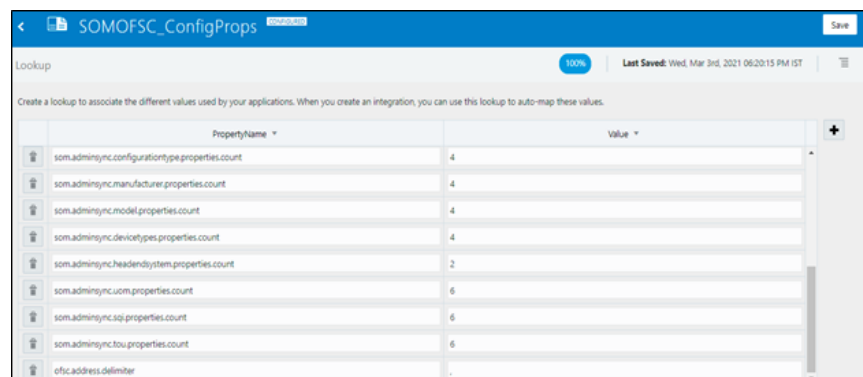 SOMOFSC_ConfigProps CONFIGURED
Save
Lookup
100%
Last Saved: Wed, Mar 3rd, 2021 06:20:15 PM IST
Create a lookup to associate the different values used by your applications. When you create an integration, you can use this lookup to auto-map these values.
PropertyName Value
som.adminsync.configurationtype.properties.count 4
som.adminsync.manufacturer.properties.count 4
som.adminsync.model.properties.count 4
som.adminsync.devicetypes.properties.count 4
som.adminsync.headendsystem.properties.count 2
som.adminsync.uom.properties.count 6
som.adminsync.sqi.properties.count 6
som.adminsync.tou.properties.count 6
ofsc.address.delimiter ,